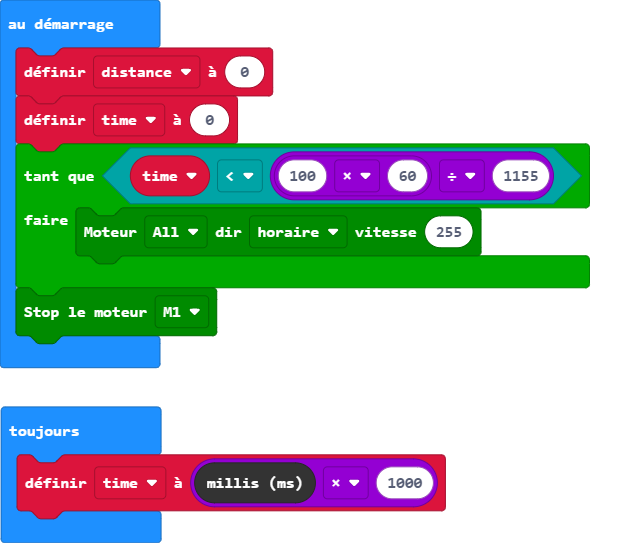 au démarrage
définir distance à 0
définir time à 0
tant que time < 100 × 60 ÷ 1155
faire
Moteur All dir horaire vitesse 255
Stop le moteur M1
toujours
définir time à millis (ms) × 1000